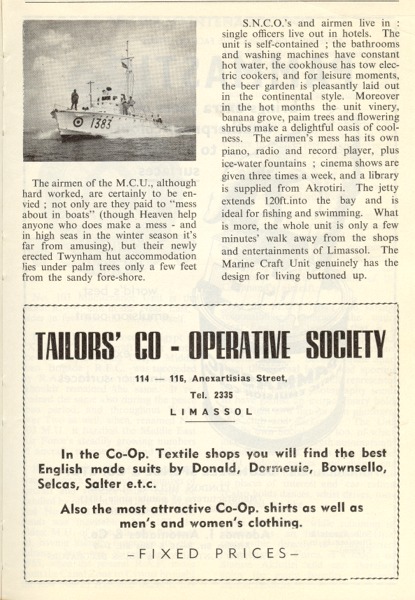 1383
The airmen of the M.C.U., although
hard worked, are certainly to be en-
vied ; not only are they paid to “mess
about in boats” (though Heaven help
anyone who does make a mess - and
in high seas in the winter season it’s
far from amusing), but their newly
erected Twynham hut accommodation
lies under palm trees only a few feet
from the sandy fore-shore.
S.N.C.O.’s and airmen live in :
single officers live out in hotels. The
unit is self-contained ; the bathrooms
and washing machines have constant
hot water, the cookhouse has tow elec-
tric cookers, and for leisure moments,
the beer garden is pleasantly laid out
in the continental style. Moreover
in the hot months the unit vinery,
banana grove, paim trees and flowering
shrubs make a delightful oasis of cool-
ness. The airmen’s mess has its own
piano, radio and record player, plus
ice-water fountains ; cinema shows are
given three times a week, and a library
is supplied from Akrotiri. The jetty
extends 120ft.into the bay and is
ideal for fishing and swimming. What
is more, the whole unit is only a few
minutes’ walk away from the shops
and entertainments of Limassol. The
Marine Craft Unit genuinely has the
design for living buttoned up.
TAILORS’ CO - OPERATIVE SOCIETY
114 — 116, Anexartisias Street,
Tel. 2335
LIMASSOL
In the Co-Op. Textile shops you will find the best
English made suits by Donald, Dormeuie, Bownsello,
Selcas, Salter e.t.c.
Also the most attractive Co-Op. shirts as well as
men’s and women’s clothing.
–FIXED PRICES–